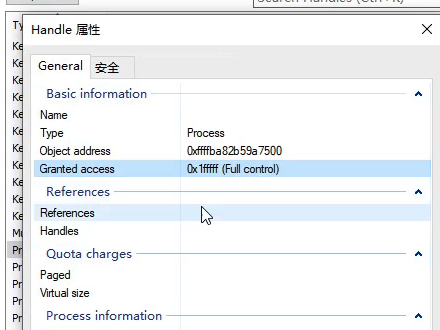 Search Handles (Ctrl+K)
Handle 属性
General 安全
Basic information
Name
Type Process
Object address 0xffffba82b59a7500
Granted access 0x1fffff (Full control)
References
References
Handles
Quota charges
Paged
Virtual size
Process information
Ty
Ke
Ke
Ke
Ke
Ke
Ke
Ke
Ke
Ke
Ke
Ke
Mu
Pr
Pr
Pr
Pr
Pr